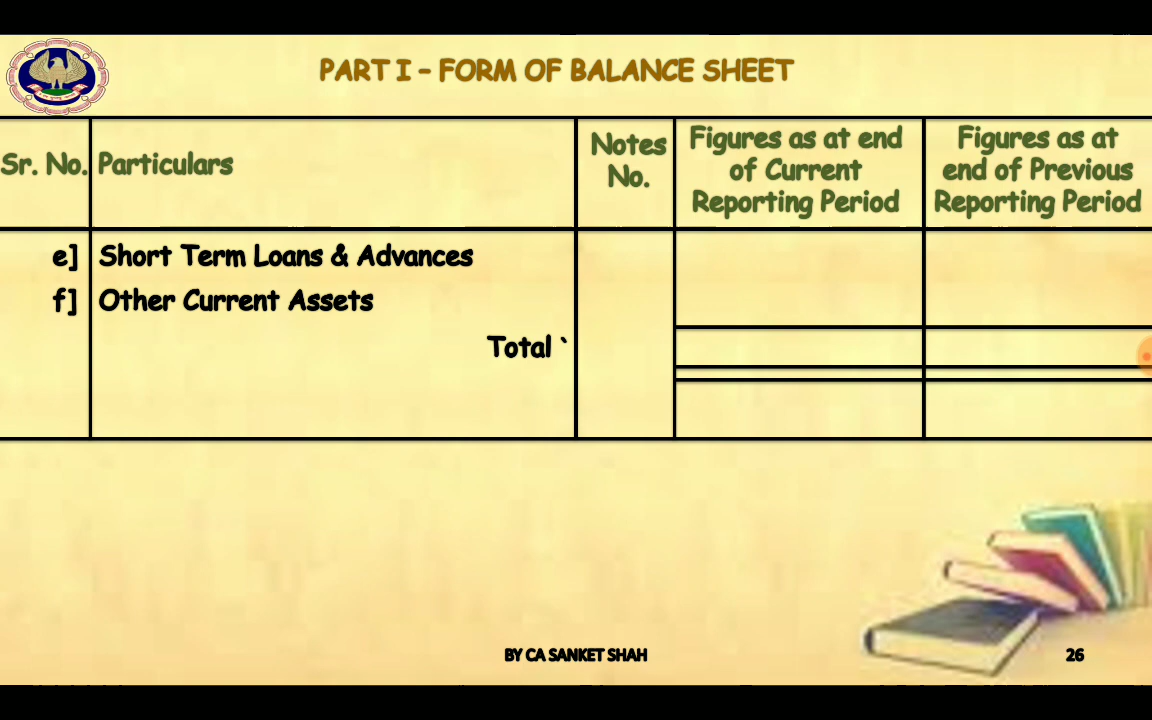 PART I - FORM OF BALANCE SHEET
Sr. No. Particulars Notes No. Figures as at end of Current Reporting Period Figures as at end of Previous Reporting Period
e] Short Term Loans & Advances
f] Other Current Assets
Total `
BY CA SANKET SHAH
26